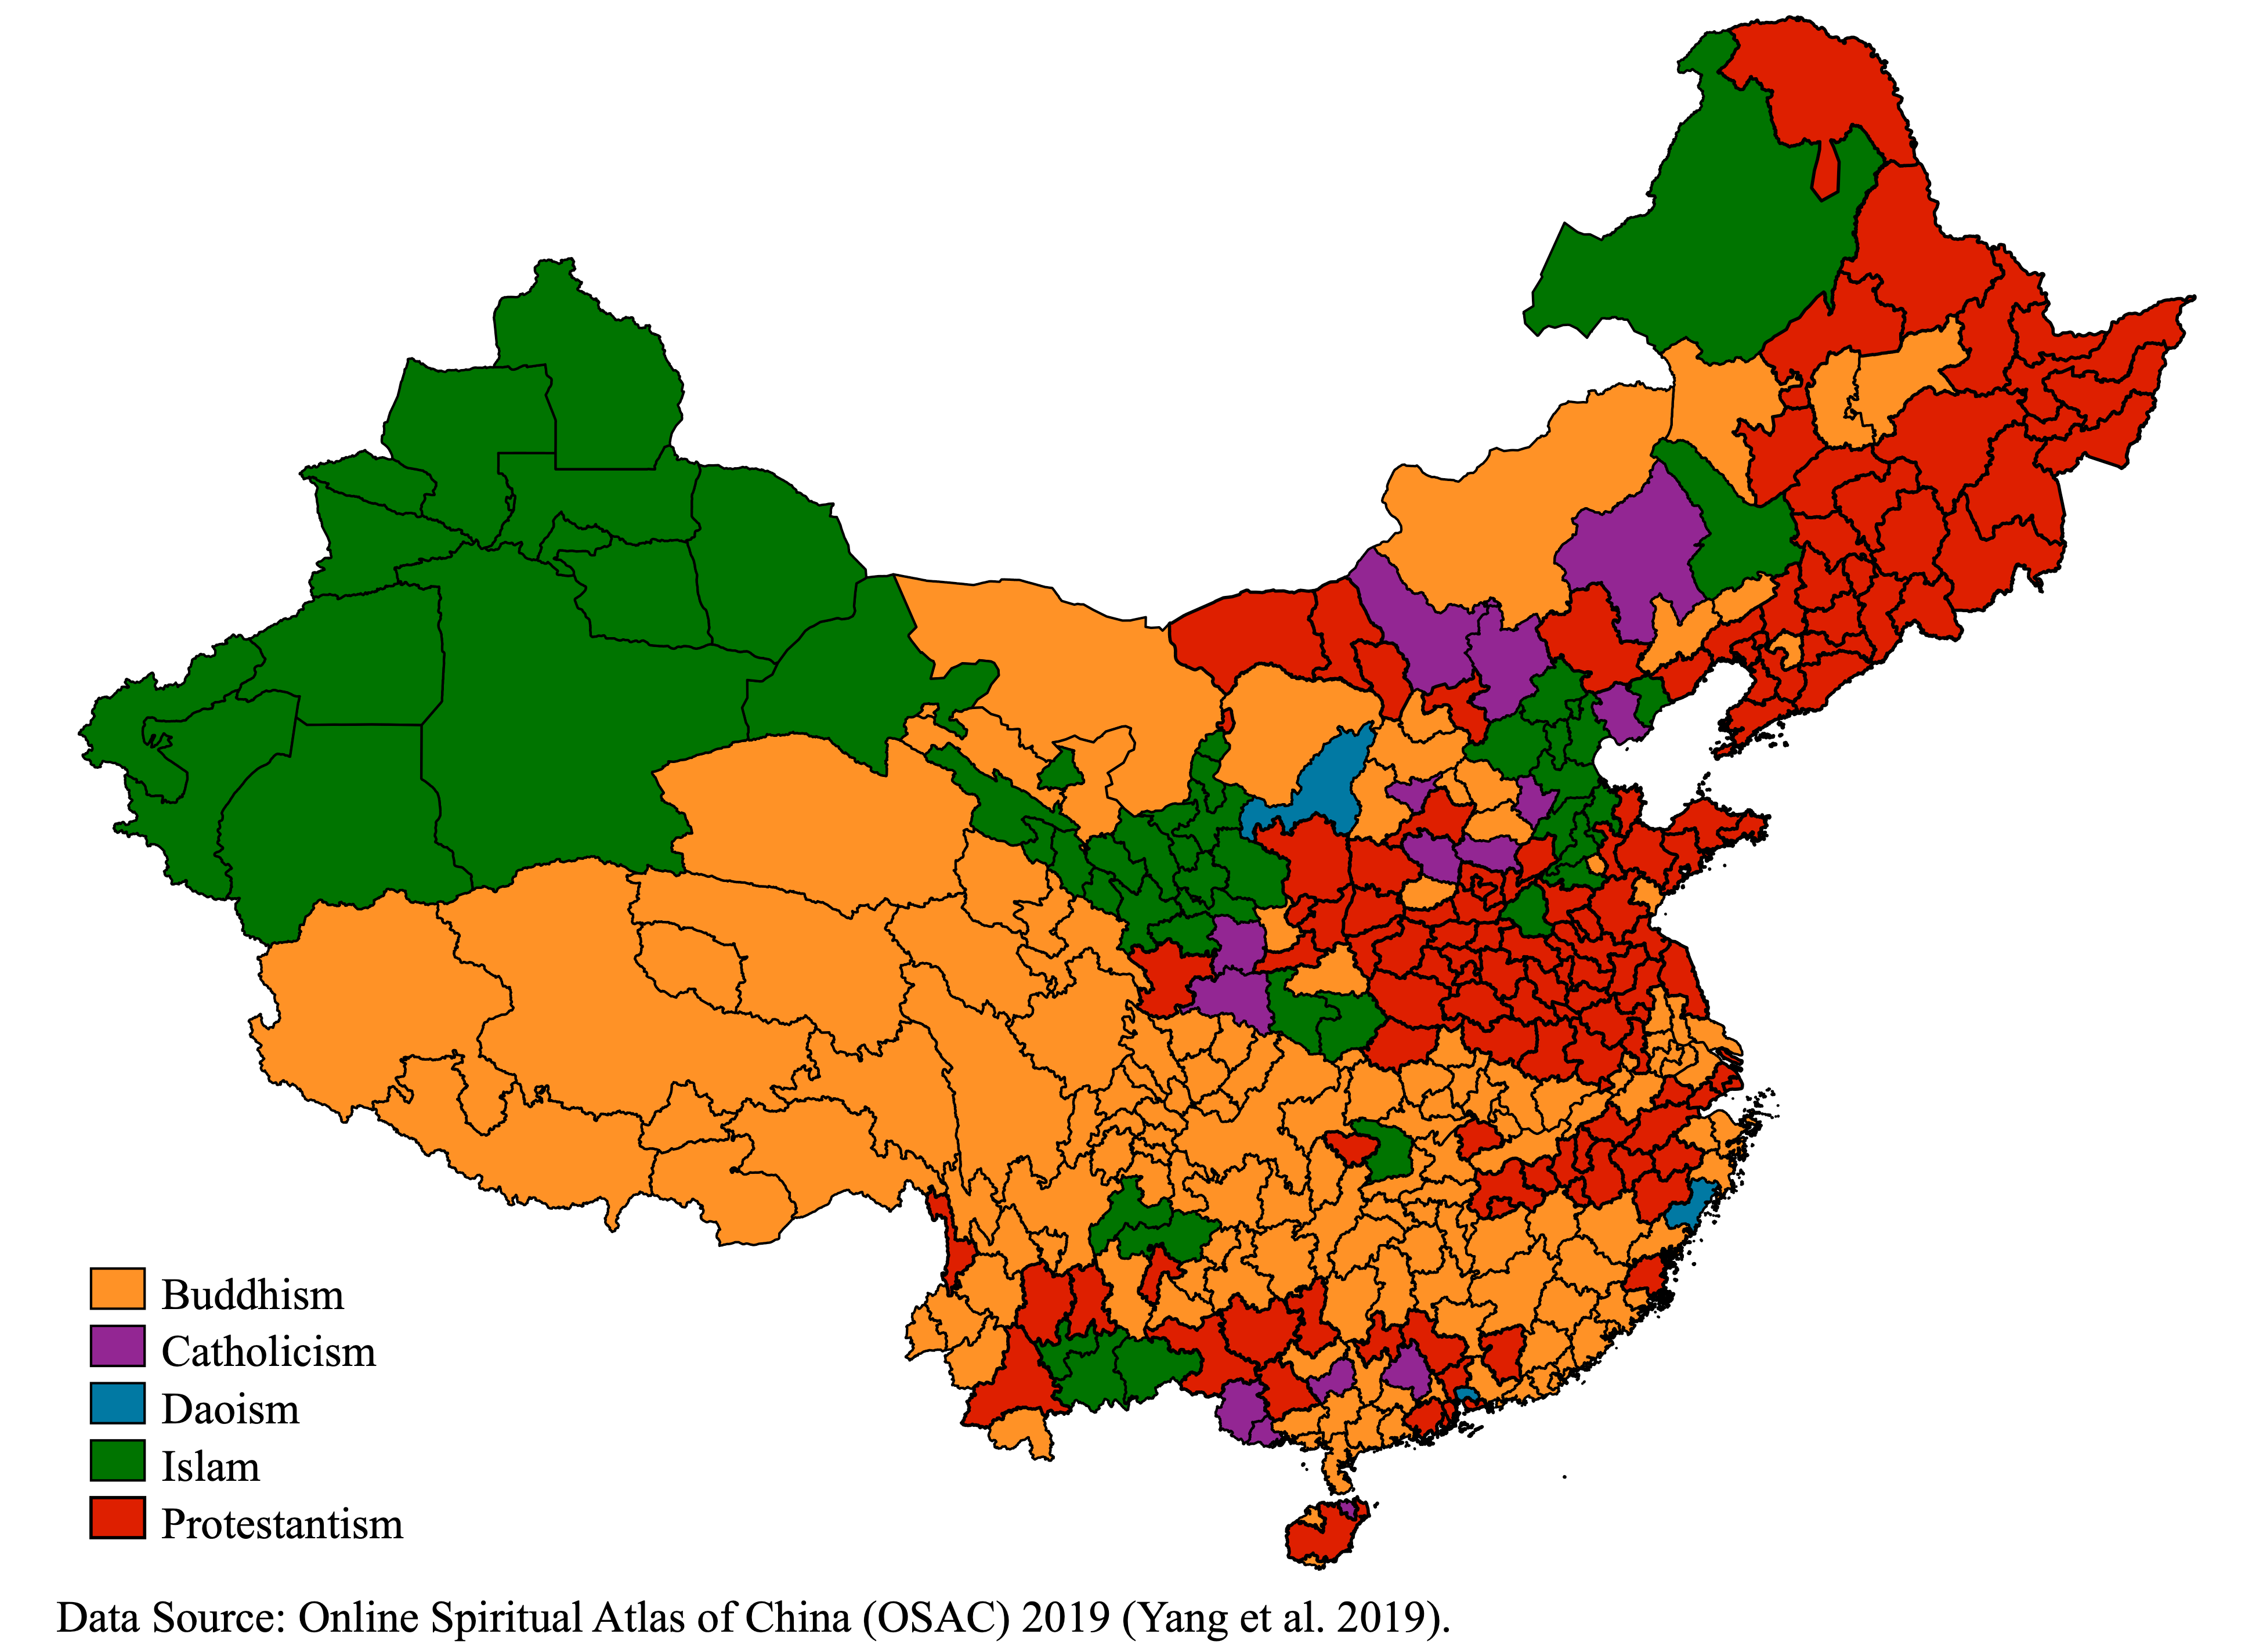 Buddhism
Catholicism
Daoism
Islam
Protestantism
Data Source: Online Spiritual Atlas of China (OSAC) 2019 (Yang et al. 2019).